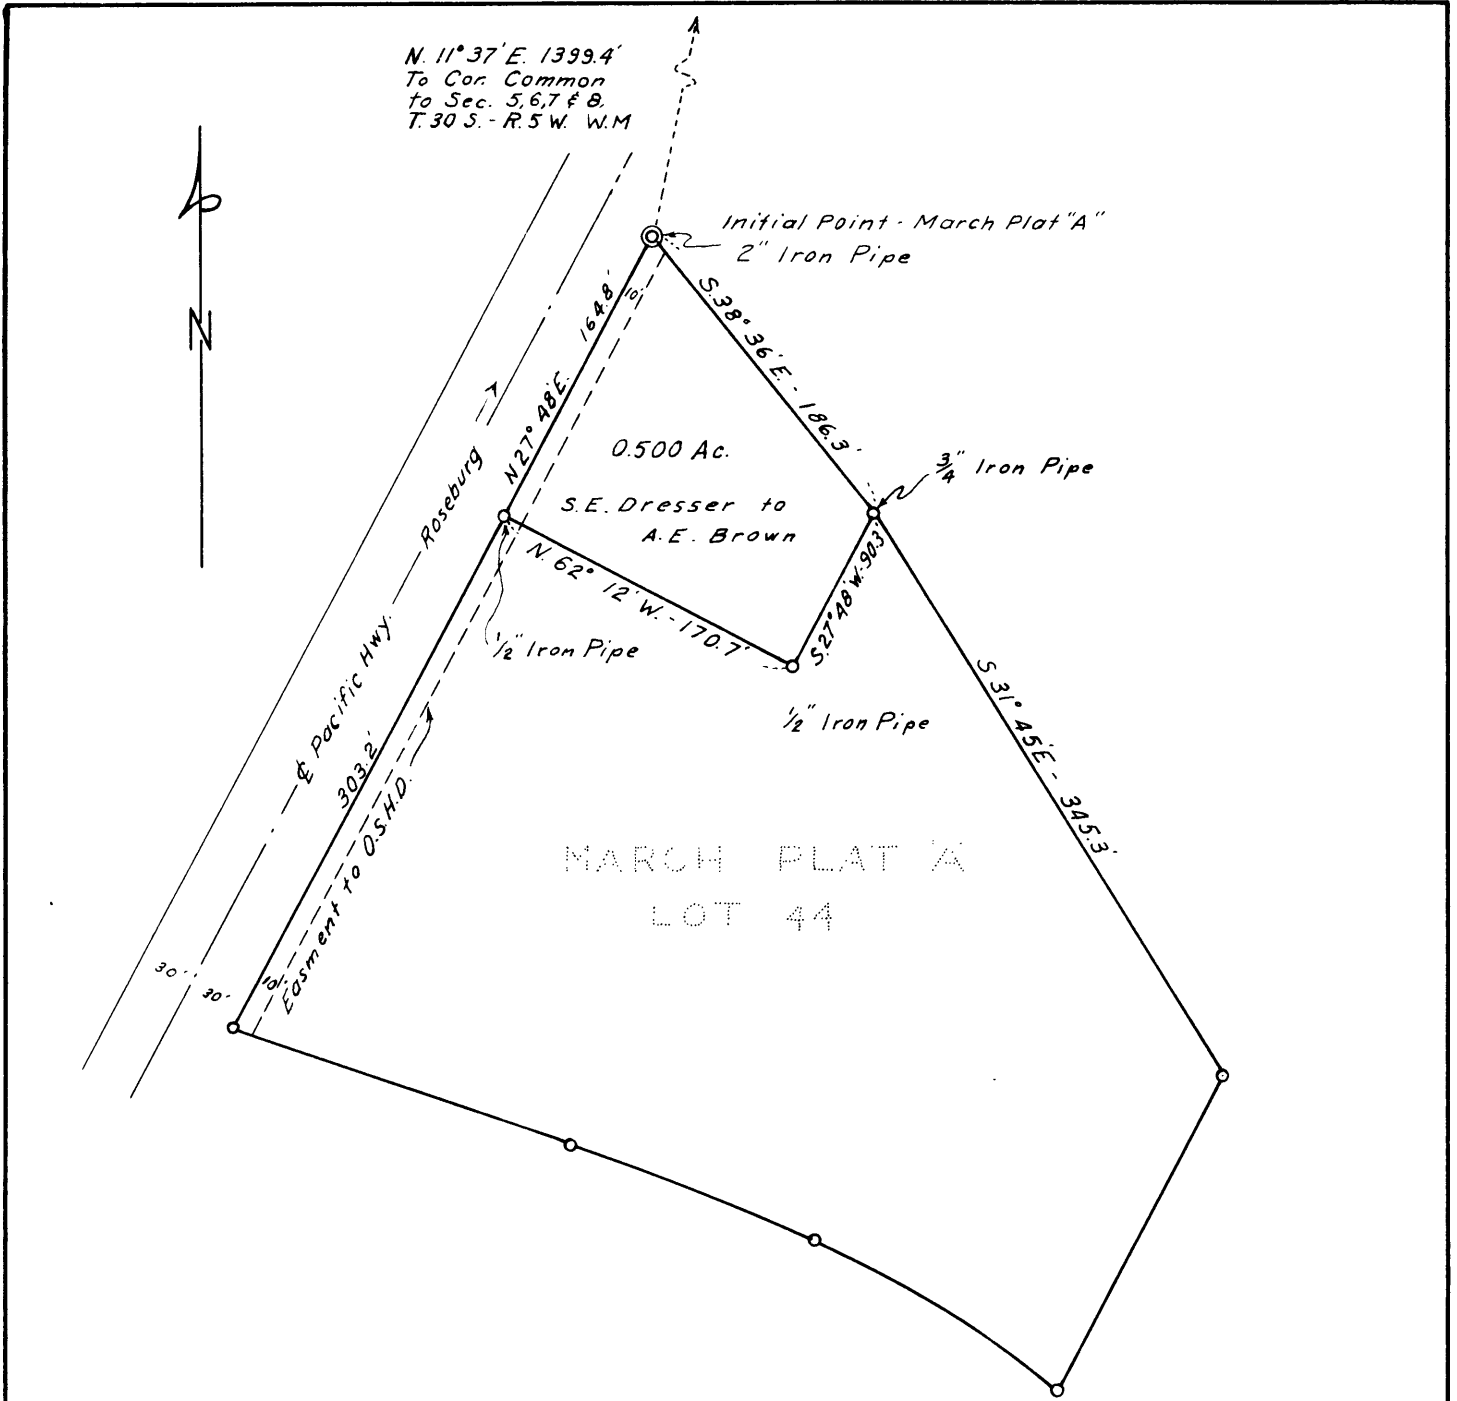 N. 11° 37' E. 1399.4'
To Cor. Common
to Sec. 5,6,7 & 8,
T. 30 S. - R. 5 W. W.M
N
Initial Point - March Plat "A"
2" Iron Pipe
S. 38° 36' E. - 186.3'
N 27° 48' E. 164.8'
10'
0.500 Ac.
S.E. Dresser to
A.E. Brown
3/4" Iron Pipe
Roseburg
N. 62° 12' W. - 170.7'
S. 27° 48' W. - 90.3'
1/2" Iron Pipe
1/2" Iron Pipe
S 31° 45' E - 345.3'
℄ Pacific Hwy.
303.2'
Easment to O.S.H.D.
MARCH PLAT 'A'
LOT 44
30'
30'
10'